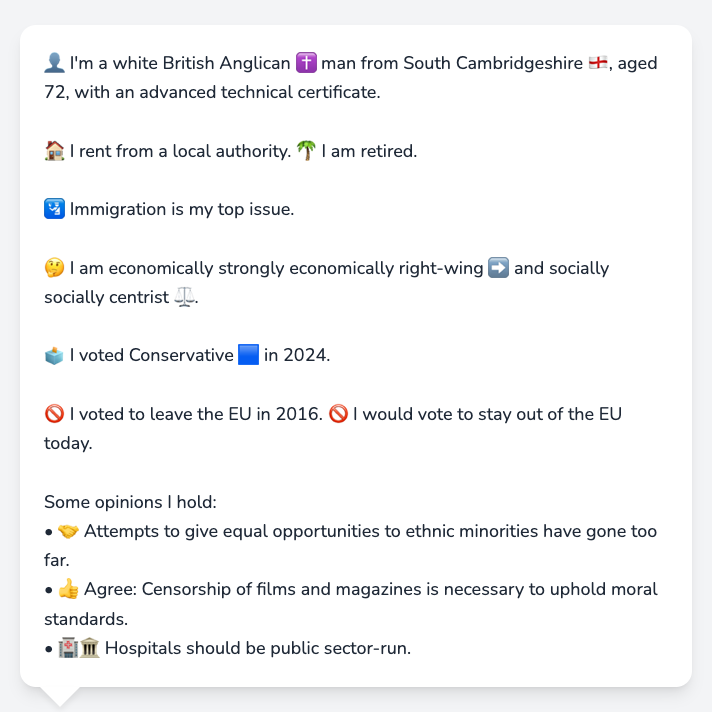 👤 I'm a white British Anglican ✝️ man from South Cambridgeshire 🏴󠁧󠁢󠁥󠁮󠁧󠁿, aged
72, with an advanced technical certificate.
🏠 I rent from a local authority. 🌴 I am retired.
🛂 Immigration is my top issue.
🤔 I am economically strongly economically right-wing ➡️ and socially
socially centrist ⚖️.
🗳️ I voted Conservative 🟦 in 2024.
🚫 I voted to leave the EU in 2016. 🚫 I would vote to stay out of the EU
today.
Some opinions I hold:
• 🤝 Attempts to give equal opportunities to ethnic minorities have gone too
far.
• 👍 Agree: Censorship of films and magazines is necessary to uphold moral
standards.
• 🏥🏛️ Hospitals should be public sector-run.